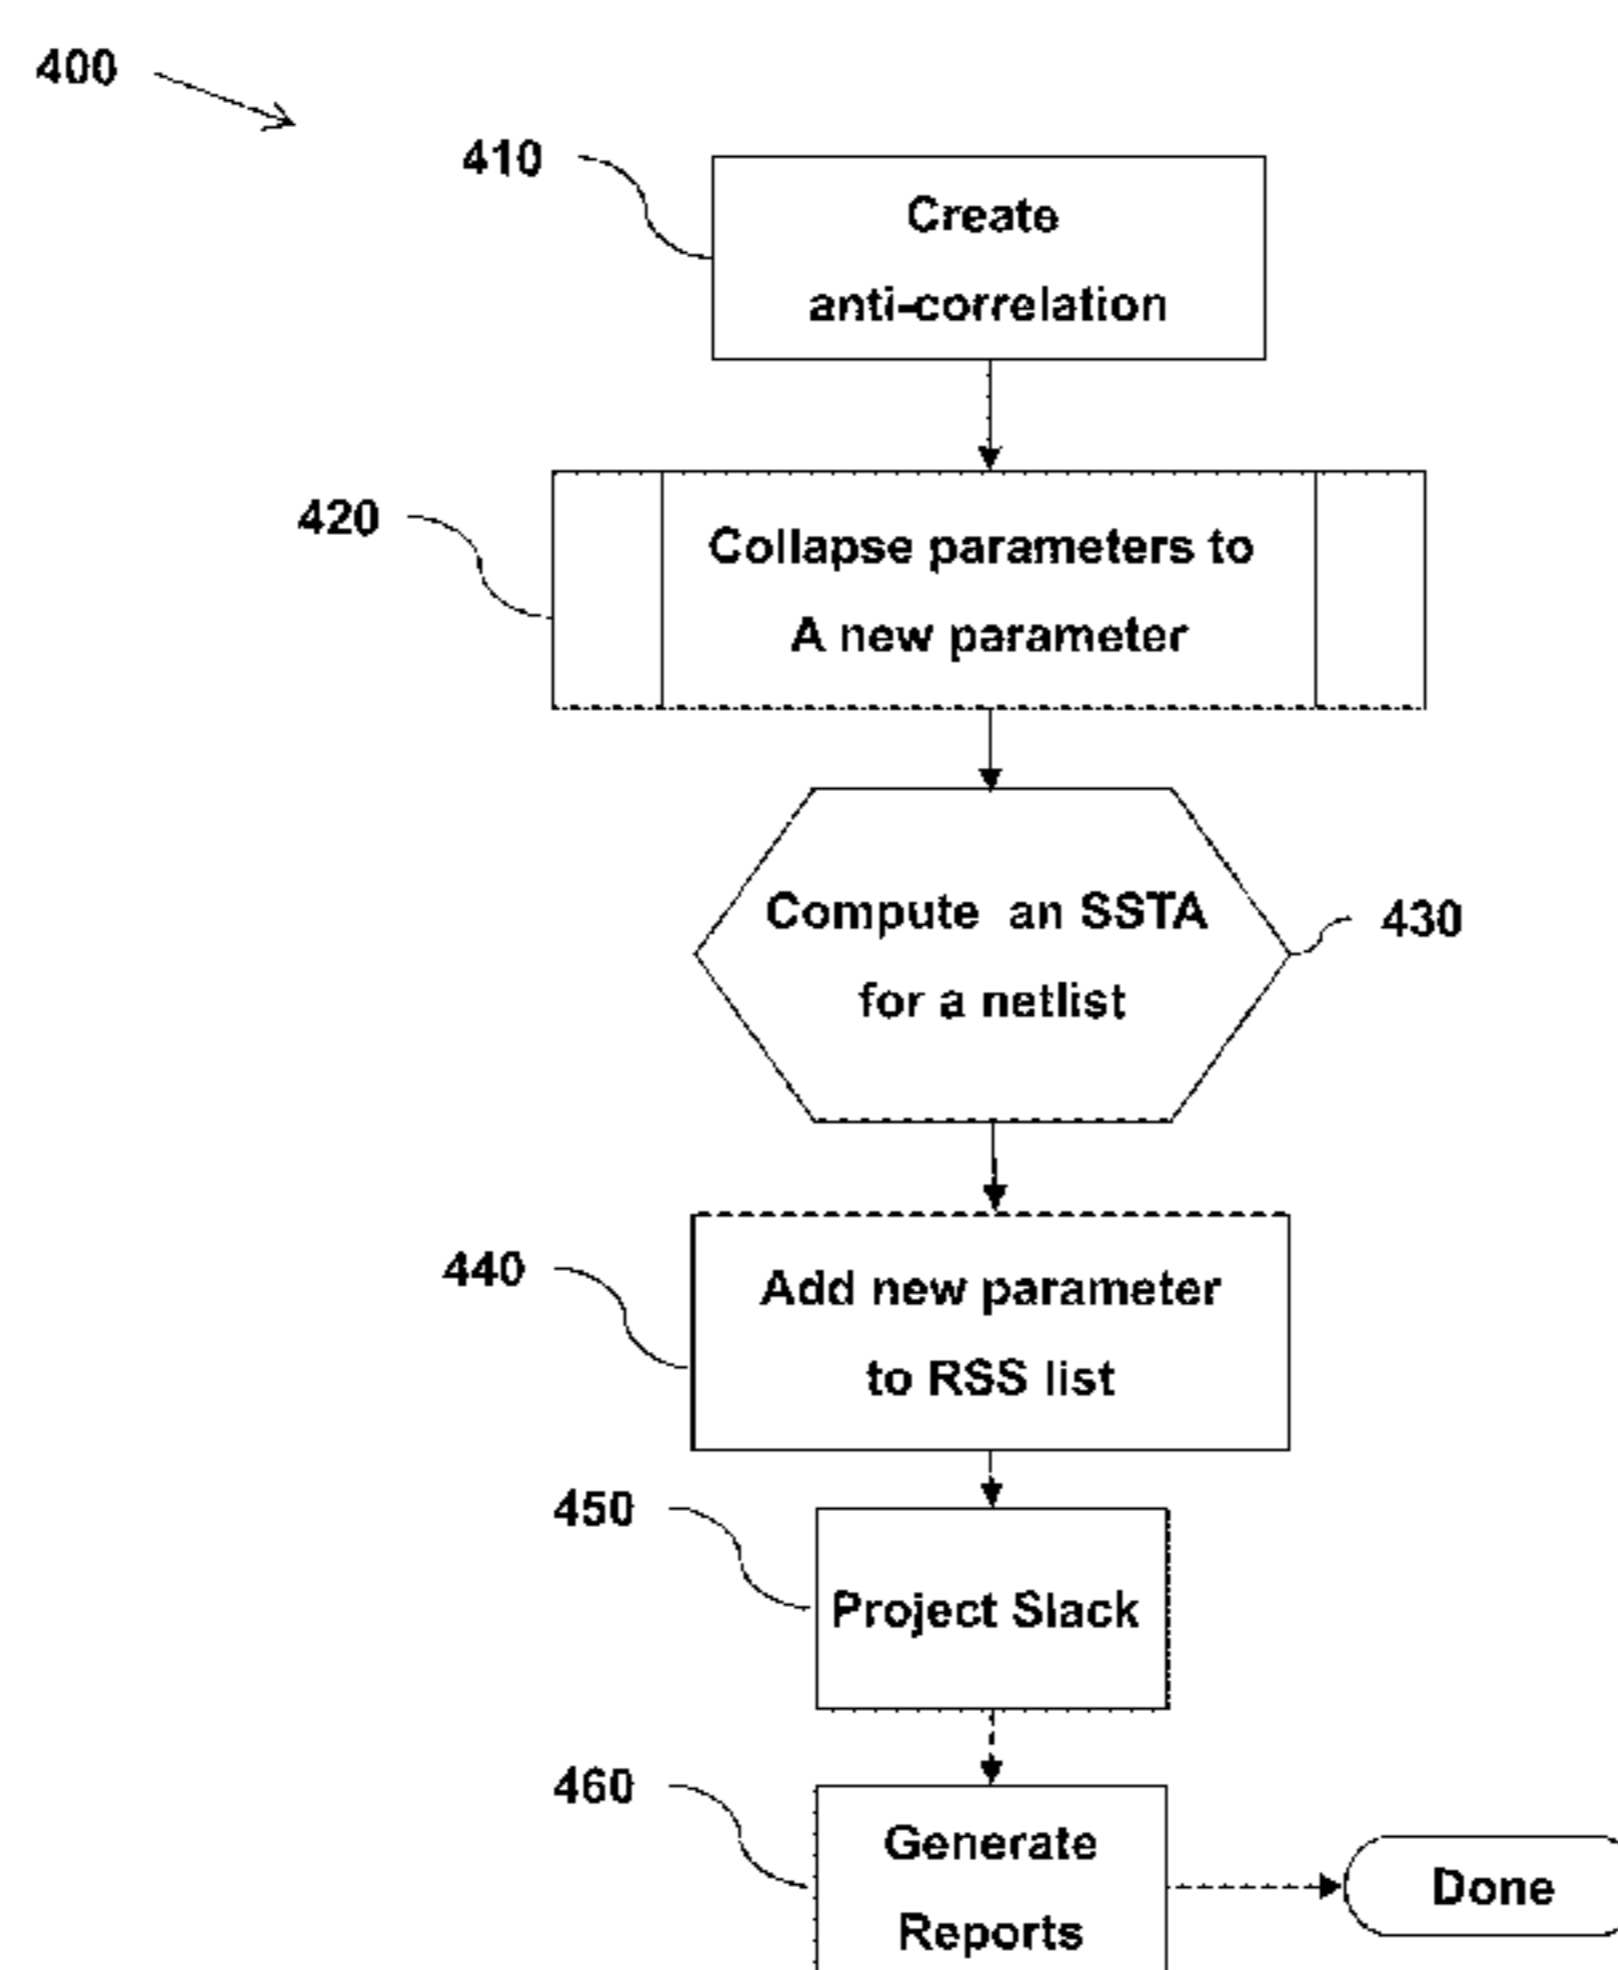 400
410
Create
anti-correlation
420
Collapse parameters to
A new parameter
Compute an SSTA
for a netlist
430
440
Add new parameter
to RSS list
450
Project Slack
460
Generate
Reports
Done